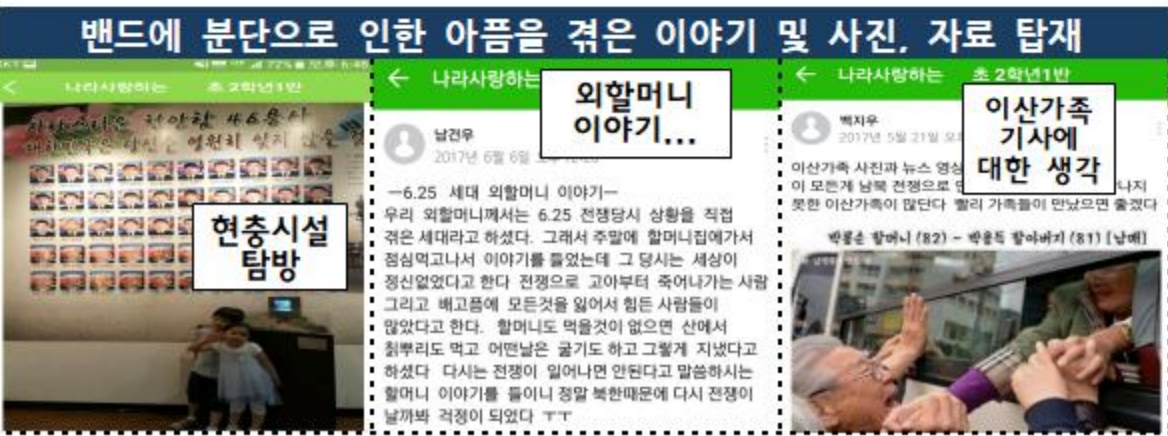 밴드에 분단으로 인한 아픔을 겪은 이야기 및 사진, 자료 탑재
나라사랑하는 초 2학년1반
천안함 46용사
영원히 잊지 않을
현충시설
탐방
나라사랑하는
외할머니
이야기...
남건우
2017년 6월 6일
-6.25 세대 외할머니 이야기-
우리 외할머니께서는 6.25 전쟁당시 상황을 직접
겪은 세대라고 하셨다. 그래서 주말에 할머니집에가서
점심먹고나서 이야기를 들었는데 그 당시는 세상이
정신없었다고 한다 전쟁으로 고아부터 죽어나가는 사람
그리고 배고픔에 모든것을 잃어서 힘든 사람들이
많았다고 한다. 할머니도 먹을것이 없으면 산에서
칡뿌리도 먹고 어떤날은 굶기도 하고 그렇게 지냈다고
하셨다 다시는 전쟁이 일어나면 안된다고 말씀하시는
할머니 이야기를 들이니 정말 북한때문에 다시 전쟁이
날까봐 걱정이 되었다 ㅜㅜ
나라사랑하는 초 2학년1반
이산가족
기사에
대한 생각
백지우
2017년 5월 21일
이산가족 사진과 뉴스 영상
이 모든게 남북 전쟁으로 나지
못한 이산가족이 많단다 빨리 가족들이 만났으면 좋겠다
할머니 (82) - 할아버지 (81) [남매]